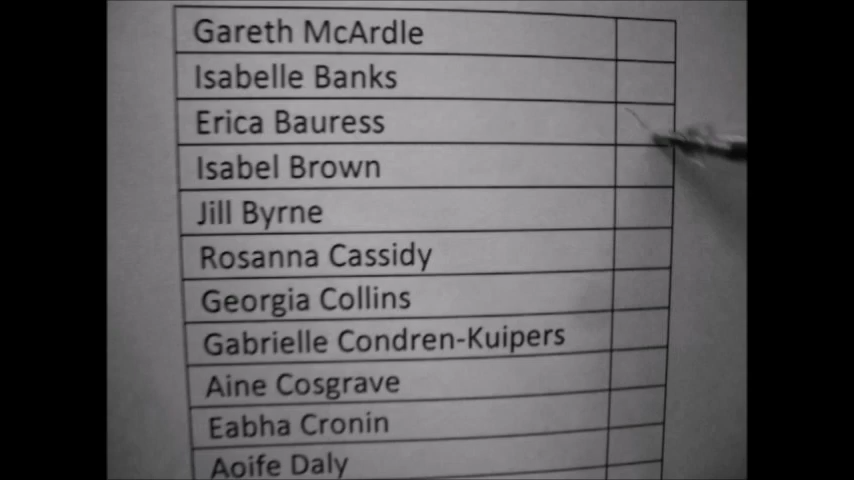 Gareth McArdle
Isabelle Banks
Erica Bauress
Isabel Brown
Jill Byrne
Rosanna Cassidy
Georgia Collins
Gabrielle Condren-Kuipers
Aine Cosgrave
Eabha Cronin
Aoife Daly